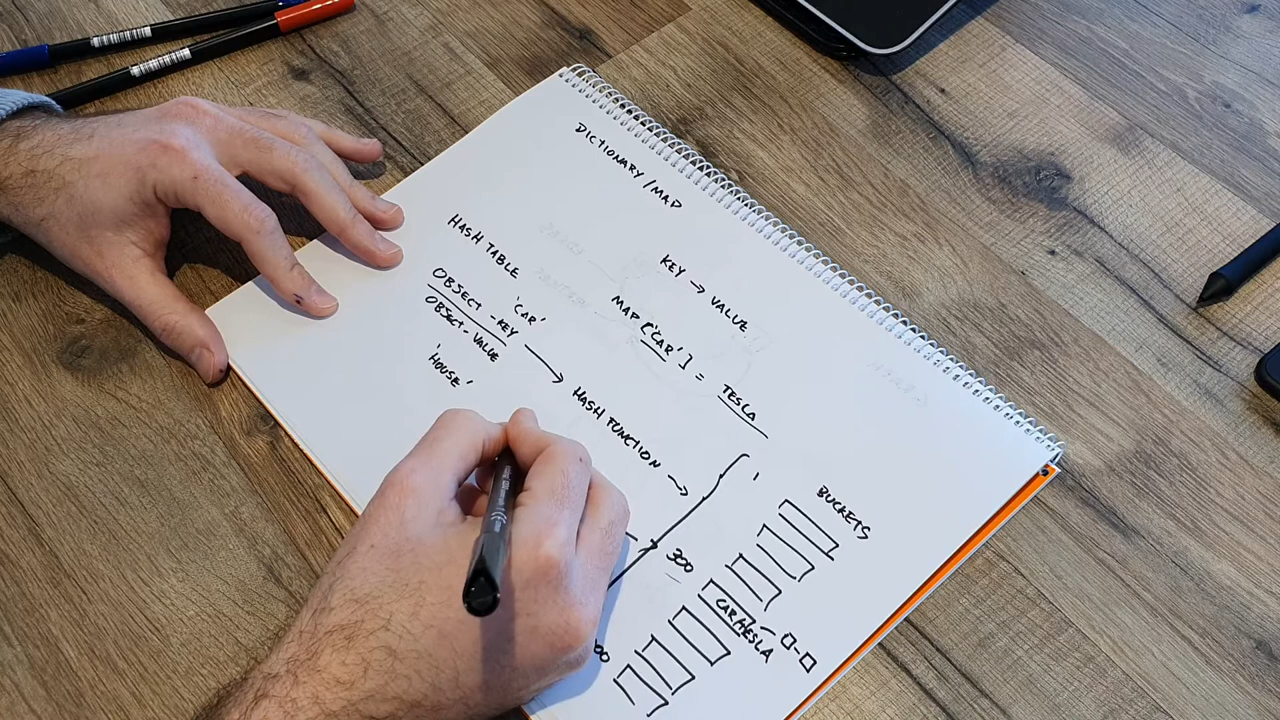 DICTIONARY/MAP
HASH TABLE
KEY → VALUE
OBJECT - KEY 'CAR'
OBJECT - VALUE
MAP['CAR'] = TESLA
'HOUSE'
HASH FUNCTION →
1
BUCKETS
300
CAR/TESLA